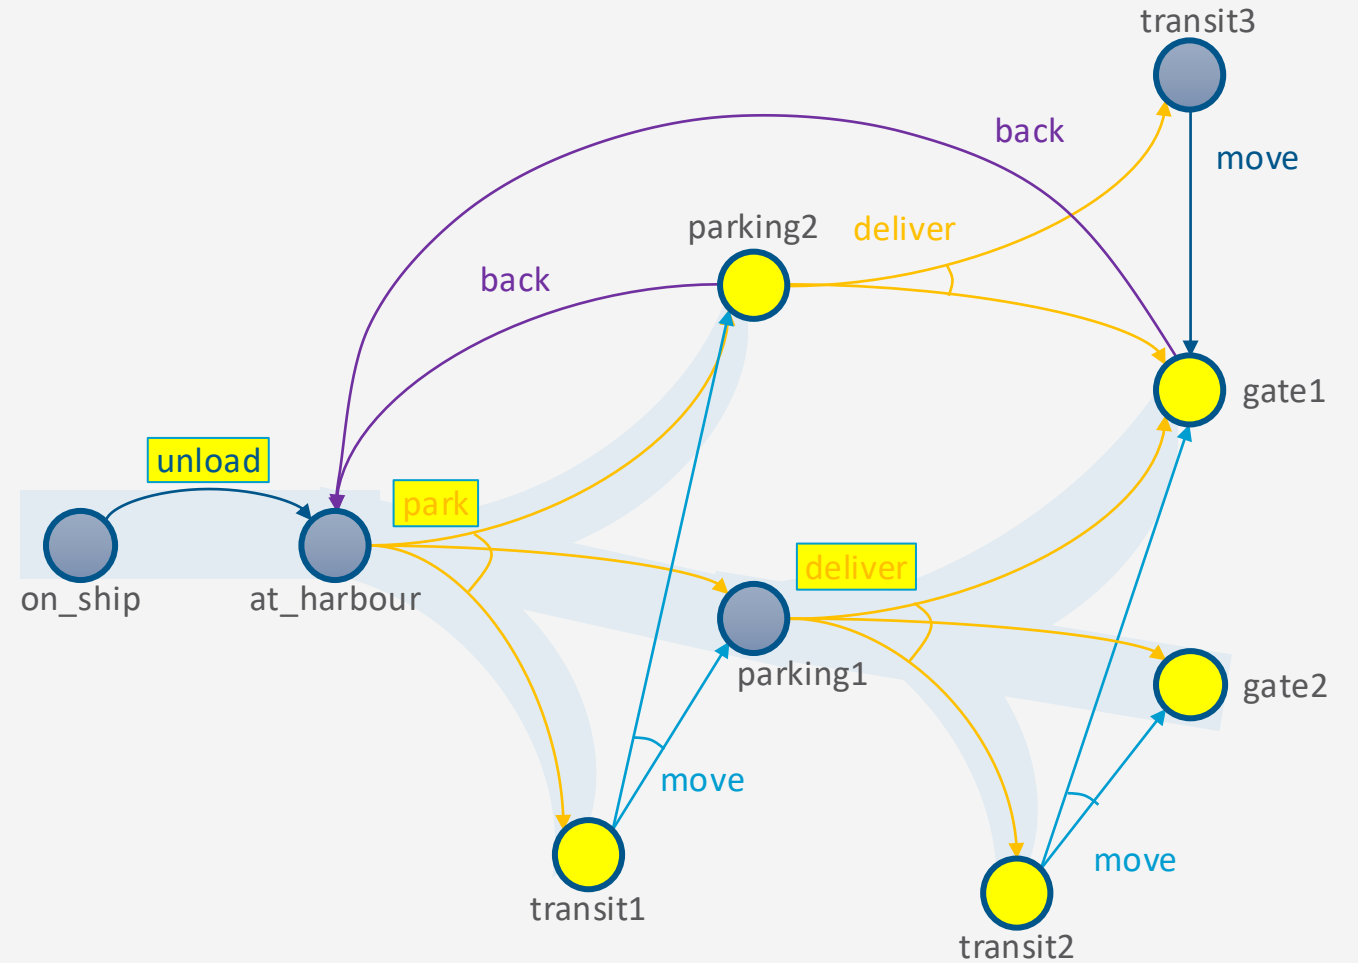 transit3
back
move
parking2
deliver
back
gate1
unload
park
deliver
on_ship
at_harbour
parking1
gate2
move
move
transit1
transit2